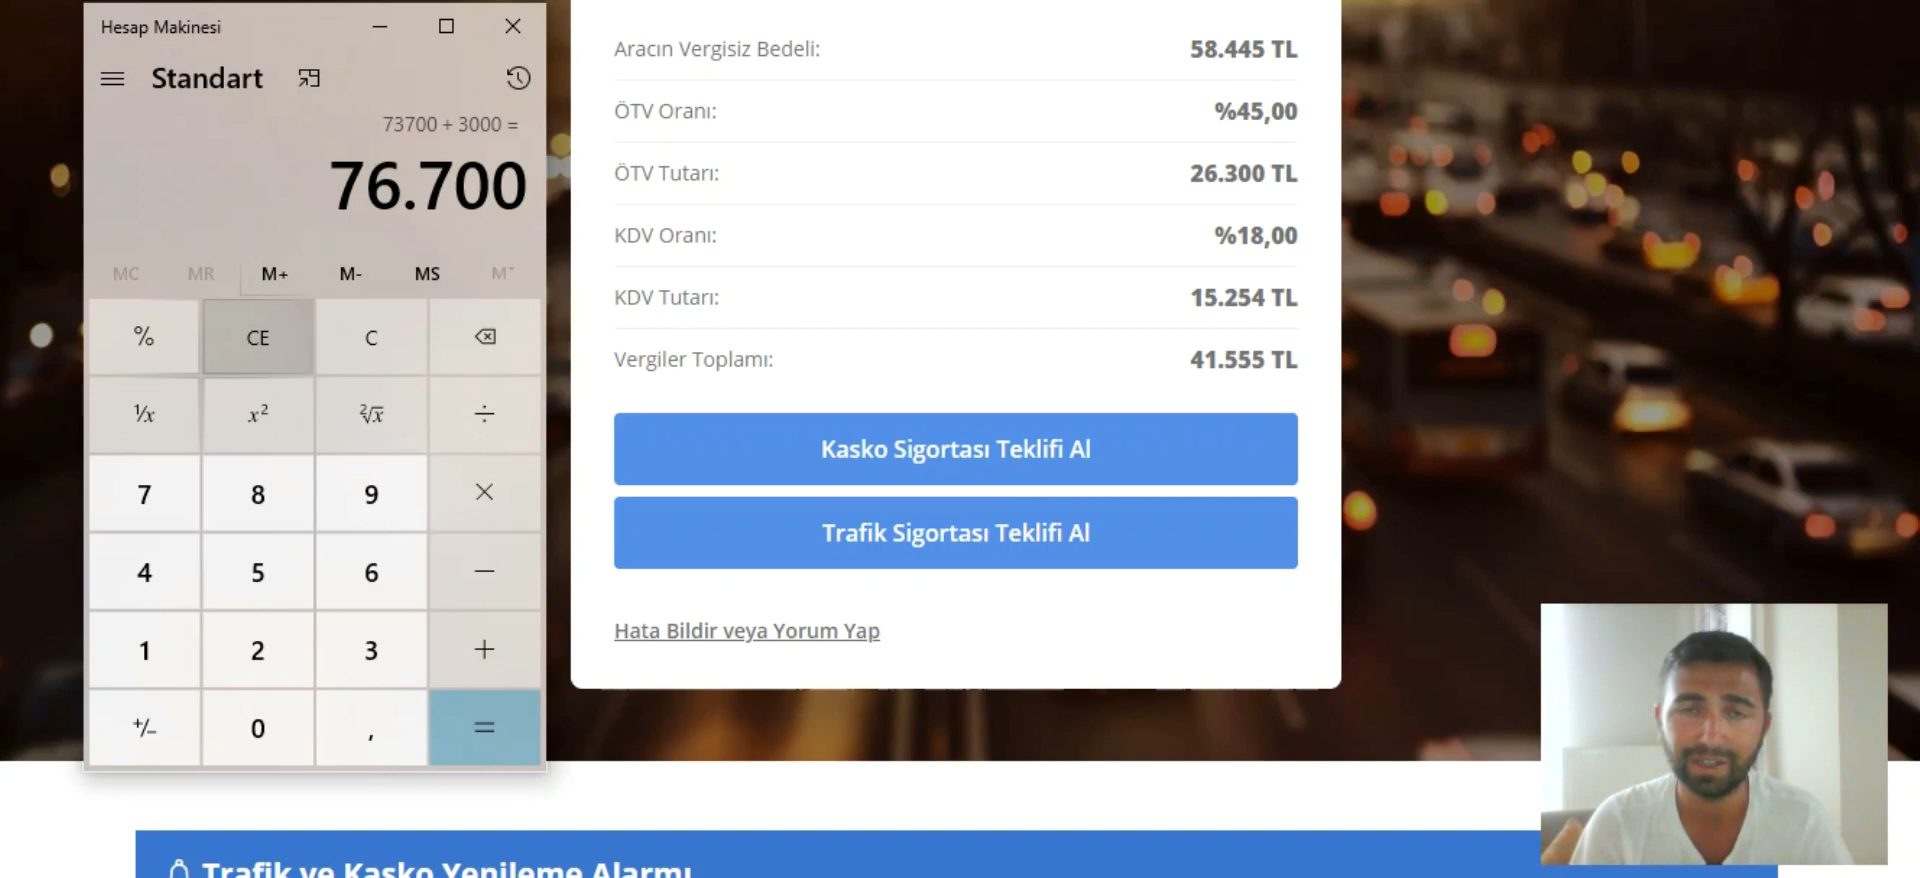 Hesap Makinesi
Standart
73700 + 3000 =
76.700
MC MR M+ M- MS M˅
% CE C
¹/x x² ²√x ÷
7 8 9 ×
4 5 6 −
1 2 3 +
+/− 0 , =
Aracın Vergisiz Bedeli: 58.445 TL
ÖTV Oranı: %45,00
ÖTV Tutarı: 26.300 TL
KDV Oranı: %18,00
KDV Tutarı: 15.254 TL
Vergiler Toplamı: 41.555 TL
Kasko Sigortası Teklifi Al
Trafik Sigortası Teklifi Al
Hata Bildir veya Yorum Yap
Trafik ve Kasko Yenileme Alarmı